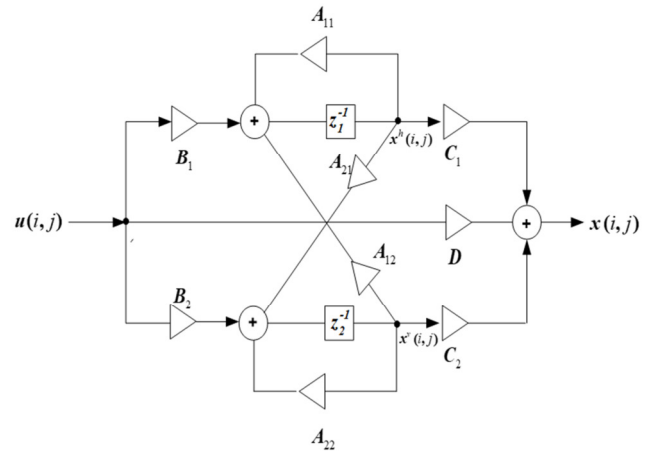 A₁₁
+
z₁⁻¹
B₁
xʰ(i, j)
C₁
A₂₁
u(i, j)
D
+
x(i, j)
A₁₂
B₂
+
z₂⁻¹
xᵛ(i, j)
C₂
A₂₂